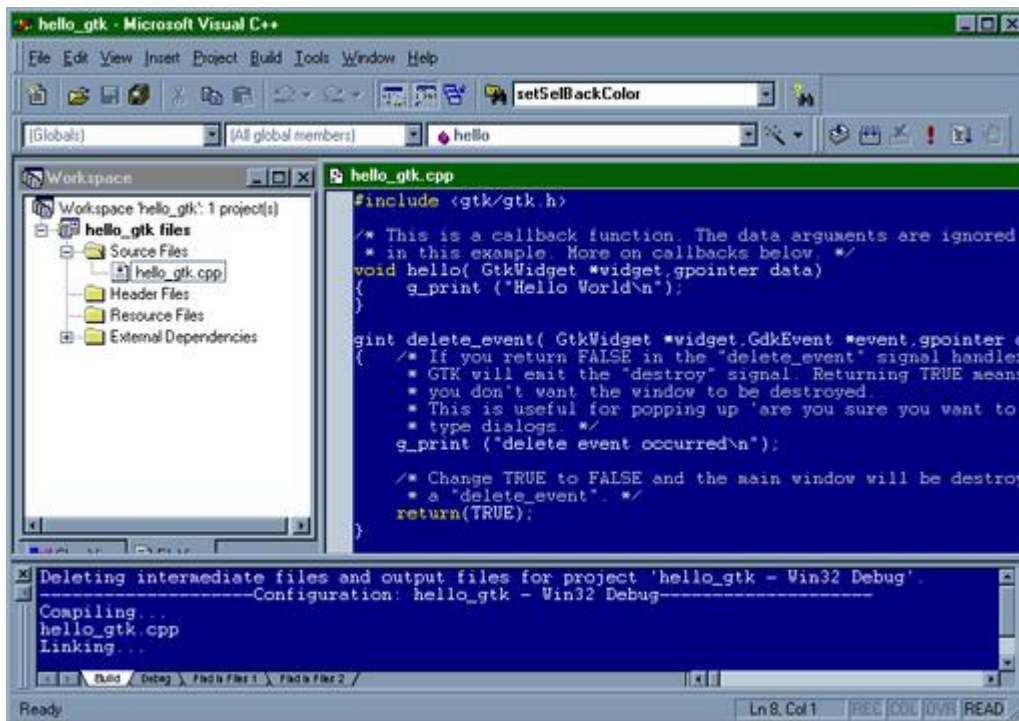 hello_gtk - Microsoft Visual C++
File Edit View Insert Project Build Tools Window Help
setSelBackColor
(Globals) (All global members) hello
Workspace
Workspace 'hello_gtk': 1 project(s)
hello_gtk files
Source Files
hello_gtk.cpp
Header Files
Resource Files
External Dependencies
hello_gtk.cpp
#include <gtk/gtk.h>
/* This is a callback function. The data arguments are ignored
* in this example. More on callbacks below. */
void hello( GtkWidget *widget,gpointer data)
{ g_print ("Hello World\n");
}
gint delete_event( GtkWidget *widget,GdkEvent *event,gpointer
{ /* If you return FALSE in the "delete_event" signal handler
* GTK will emit the "destroy" signal. Returning TRUE means
* you don't want the window to be destroyed.
* This is useful for popping up 'are you sure you want to
* type dialogs. */
g_print ("delete event occurred\n");
/* Change TRUE to FALSE and the main window will be destroy
* a "delete_event". */
return(TRUE);
}
Deleting intermediate files and output files for project 'hello_gtk - Win32 Debug'.
--------------------Configuration: hello_gtk - Win32 Debug--------------------
Compiling...
hello_gtk.cpp
Linking...
Build Debug Find in Files 1 Find in Files 2
Ready Ln 8, Col 1 REC COL OVR READ